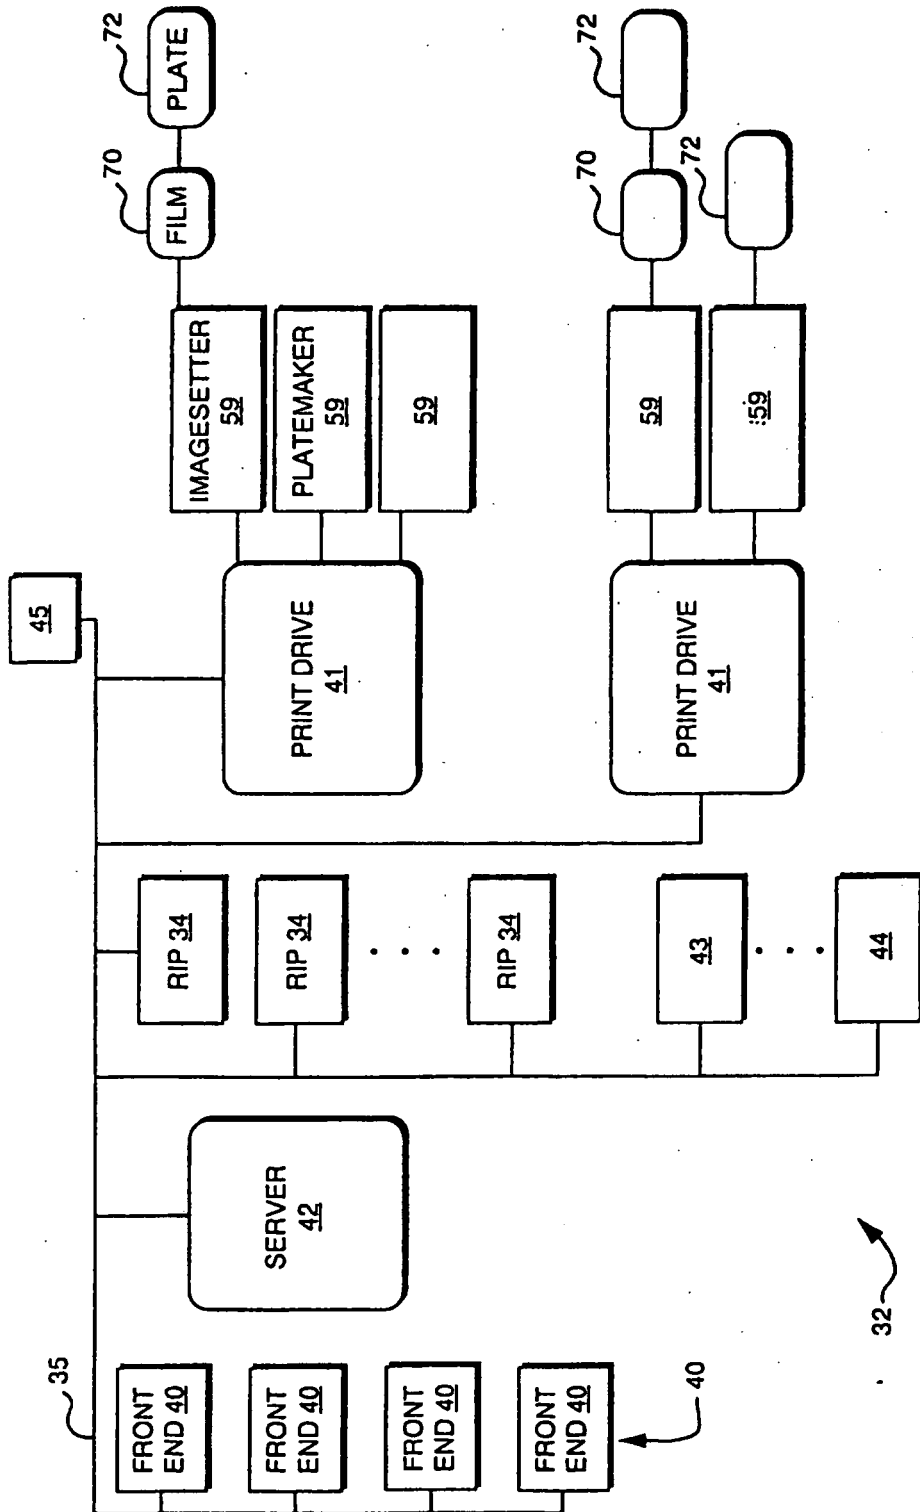 35
FRONT
END 40
FRONT
END 40
FRONT
END 40
FRONT
END 40
40
SERVER
42
32
RIP 34
RIP 34
. . .
RIP 34
43
. . .
44
45
PRINT DRIVE
41
PRINT DRIVE
41
IMAGESETTER
59
PLATEMAKER
59
59
59
59
FILM
70
PLATE
72
70
72
72